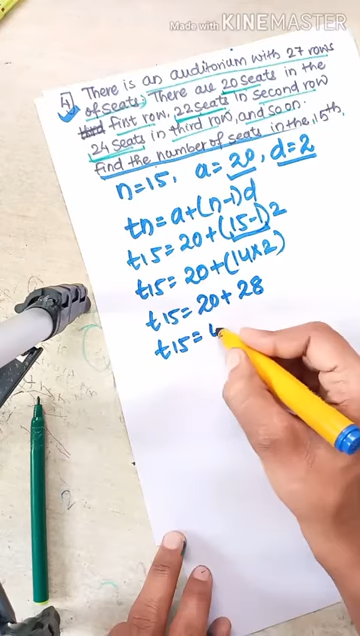 Made with KINEMASTER
4) There is an auditorium with 27 rows
of seats. There are 20 seats in the
first row, 22 seats in second row
24 seats in third row, and so on.
find the number of seats in the 15th
n=15, a=20, d=2
tn=a+(n-1)d
t15=20+(15-1)2
t15=20+(14×2)
t15=20+28
t15=4